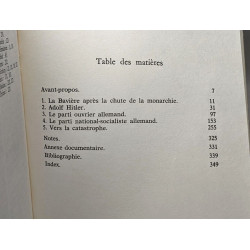 Table des matières
Avant-propos. 7
1. La Bavière après la chute de la monarchie. 11
2. Adolf Hitler. 31
3. Le parti ouvrier allemand. 97
4. Le parti national-socialiste allemand. 153
5. Vers la catastrophe. 255
Notes. 325
Annexe documentaire. 331
Bibliographie. 339
Index. 349